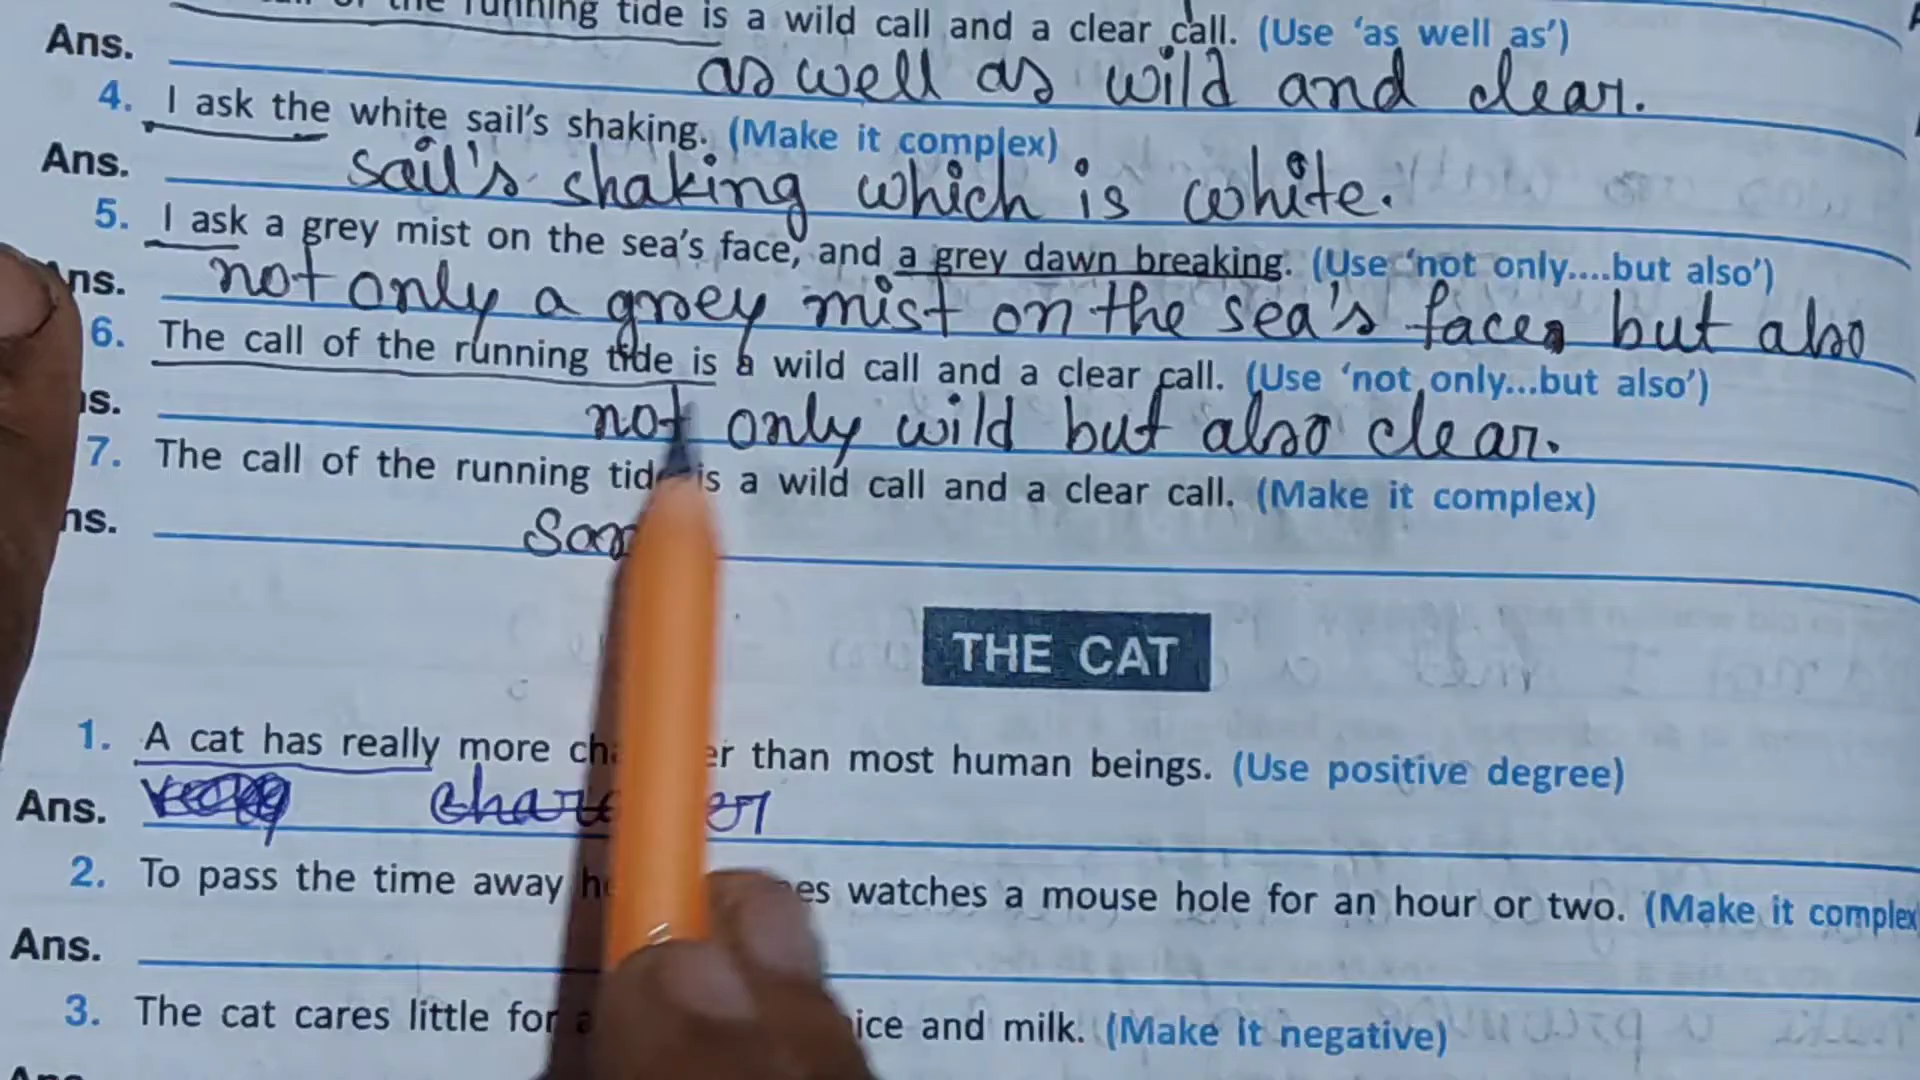 the running tide is a wild call and a clear call. (Use 'as well as')
Ans. as well as wild and clear.
4. I ask the white sail's shaking. (Make it complex)
Ans. sail's shaking which is white.
5. I ask a grey mist on the sea's face, and a grey dawn breaking. (Use 'not only....but also')
ns. not only a grey mist on the sea's face, but also
6. The call of the running tide is a wild call and a clear call. (Use 'not only...but also')
s. not only wild but also clear.
7. The call of the running tide is a wild call and a clear call. (Make it complex)
ns.
THE CAT
1. A cat has really more than most human beings. (Use positive degree)
Ans.
2. To pass the time away watches a mouse hole for an hour or two. (Make it complex
Ans.
3. The cat cares little for and milk. (Make it negative)